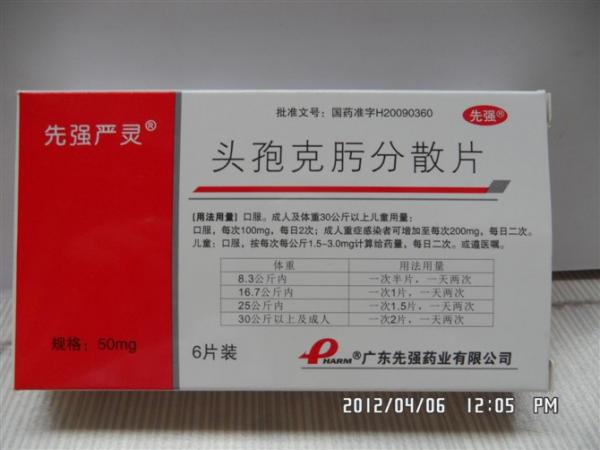 批准文号：国药准字H20090360
先强®
先强严灵®
头孢克肟分散片
[用法用量] 口服。成人及体重30公斤以上儿童用量：
口服，每次100mg，每日2次；成人重症感染者可增加至每次200mg，每日二次。
儿童：口服，按每次每公斤1.5-3.0mg计算给药量，每日二次。或遵医嘱。
体重 用法用量
8.3公斤内 一次半片，一天两次
16.7公斤内 一次1片，一天两次
25公斤内 一次1.5片，一天两次
30公斤以上及成人 一次2片，一天两次
规格：50mg
6片装
PHARM®广东先强药业有限公司
2012/04/06 12:05 PM